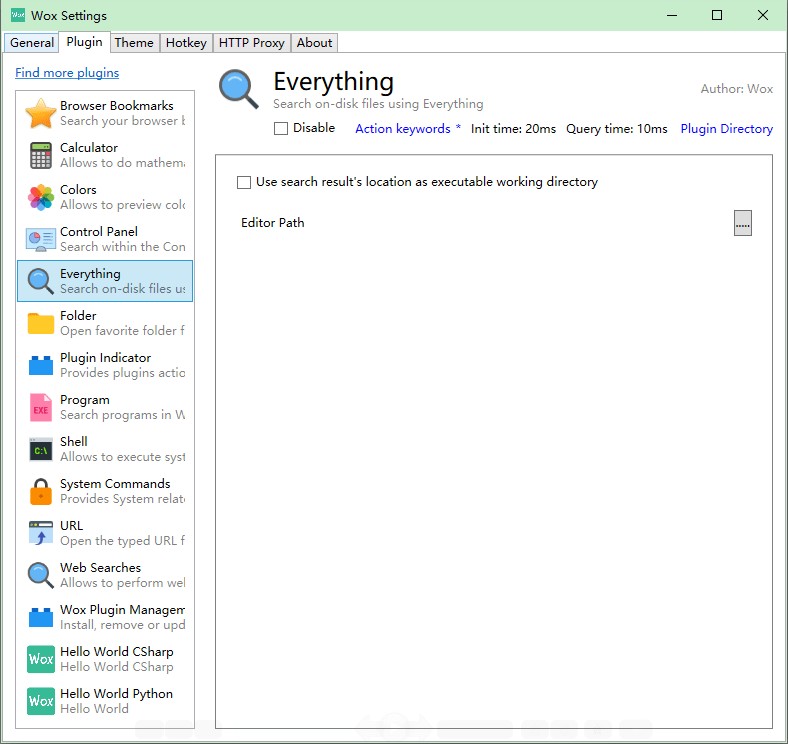 Wox Wox Settings
General Plugin Theme Hotkey HTTP Proxy About
Find more plugins
Browser Bookmarks
Search your browser b
Calculator
Allows to do mathema
Colors
Allows to preview colo
Control Panel
Search within the Con
Everything
Search on-disk files us
Folder
Open favorite folder f
Plugin Indicator
Provides plugins actio
EXE
Program
Search programs in W
C:\
Shell
Allows to execute syst
System Commands
Provides System relate
URL
Open the typed URL f
Web Searches
Allows to perform wel
Wox Plugin Managem
Install, remove or upd
Wox
Hello World CSharp
Hello World CSharp
Wox
Hello World Python
Hello World
Everything
Search on-disk files using Everything
Author: Wox
Disable Action keywords * Init time: 20ms Query time: 10ms Plugin Directory
Use search result's location as executable working directory
Editor Path .....